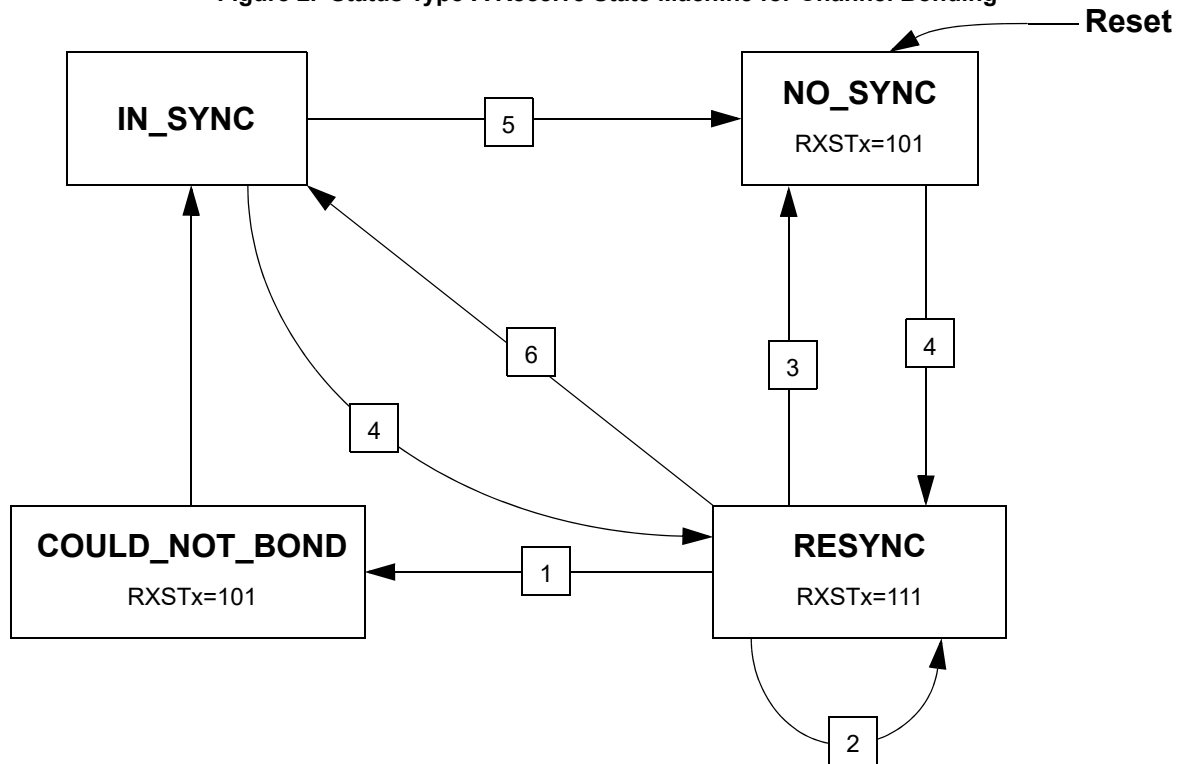 Reset
NO_SYNC
RXSTx=101
IN_SYNC
5
6
3
4
4
COULD_NOT_BOND
RXSTx=101
RESYNC
RXSTx=111
1
2